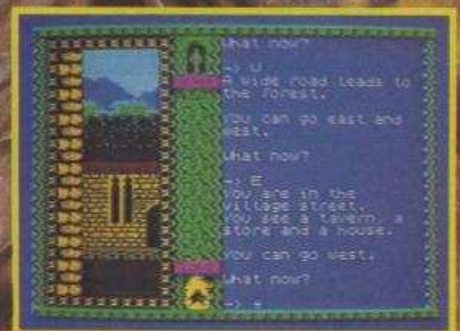 What now?
-> W
A wide road leads to
the forest.
You can go east and
west.
What now?
-> E
You are in the
village street.
You see a tavern, a
store and a house.
You can go west.
What now?
->